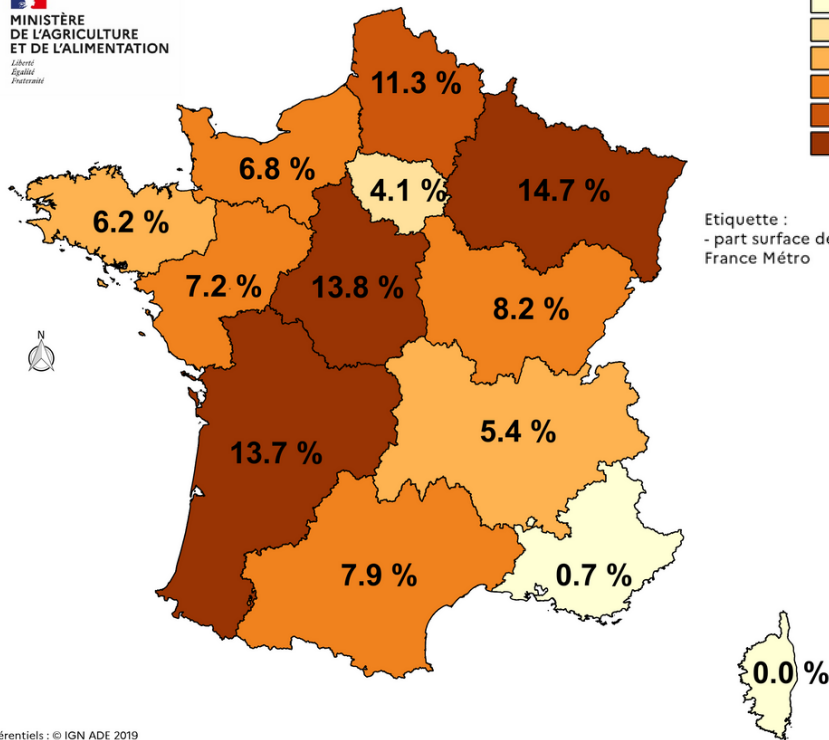 MINISTÈRE
DE L'AGRICULTURE
ET DE L'ALIMENTATION
Liberté
Égalité
Fraternité
11.3 %
6.8 %
4.1 %
14.7 %
6.2 %
Etiquette :
- part surface de
France Métro
7.2 %
13.8 %
8.2 %
N
5.4 %
13.7 %
7.9 %
0.7 %
0.0 %
érentiels : © IGN ADE 2019